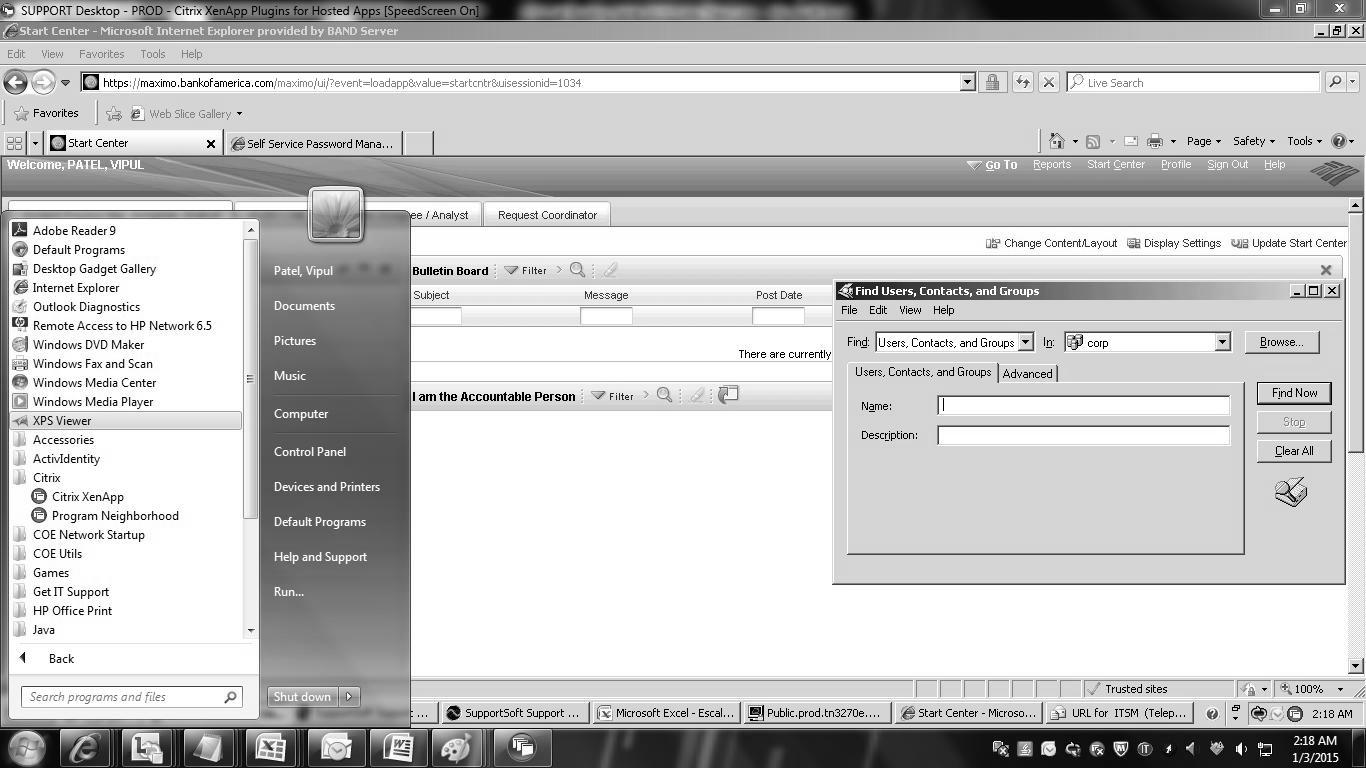 SUPPORT Desktop - PROD - Citrix XenApp Plugins for Hosted Apps [SpeedScreen On]
Start Center - Microsoft Internet Explorer provided by BAND Server
Edit View Favorites Tools Help
https://maximo.bankofamerica.com/maximo/ui/?event=loadapp&value=startcntr&uisessionid=1034
Live Search
Favorites Web Slice Gallery
Start Center Self Service Password Mana...
Page Safety Tools
Welcome, PATEL, VIPUL
Go To Reports Start Center Profile Sign Out Help
ee / Analyst Request Coordinator
Change Content/Layout Display Settings Update Start Center
Bulletin Board Filter
Subject Message Post Date
There are currently
I am the Accountable Person Filter
Adobe Reader 9
Default Programs
Desktop Gadget Gallery
Internet Explorer
Outlook Diagnostics
Remote Access to HP Network 6.5
Windows DVD Maker
Windows Fax and Scan
Windows Media Center
Windows Media Player
XPS Viewer
Accessories
ActivIdentity
Citrix
Citrix XenApp
Program Neighborhood
COE Network Startup
COE Utils
Games
Get IT Support
HP Office Print
Java
Back
Search programs and files
Patel, Vipul
Documents
Pictures
Music
Computer
Control Panel
Devices and Printers
Default Programs
Help and Support
Run...
Shut down
Find Users, Contacts, and Groups
File Edit View Help
Find: Users, Contacts, and Groups In: corp Browse...
Users, Contacts, and Groups Advanced
Name:
Description:
Find Now
Stop
Clear All
Trusted sites 100%
SupportSoft Support ... Microsoft Excel - Escal... Public.prod.tn3270e.... Start Center - Microso... URL for ITSM (Telep... 2:18 AM
2:18 AM
1/3/2015